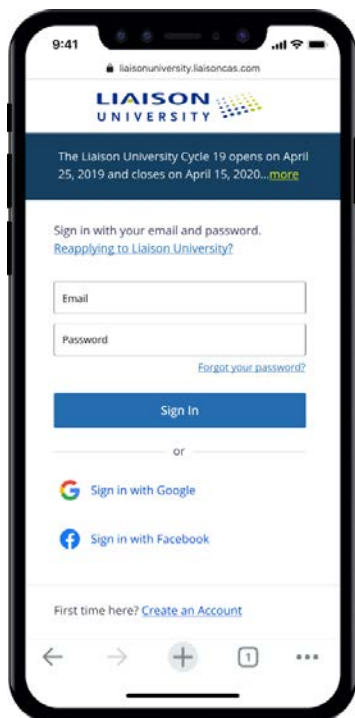 9:41
liaisonuniversity.liaisoncas.com
LIAISON
UNIVERSITY
The Liaison University Cycle 19 opens on April
25, 2019 and closes on April 15, 2020...more
Sign in with your email and password.
Reapplying to Liaison University?
Email
Password
Forgot your password?
Sign In
or
Sign in with Google
Sign in with Facebook
First time here? Create an Account
1